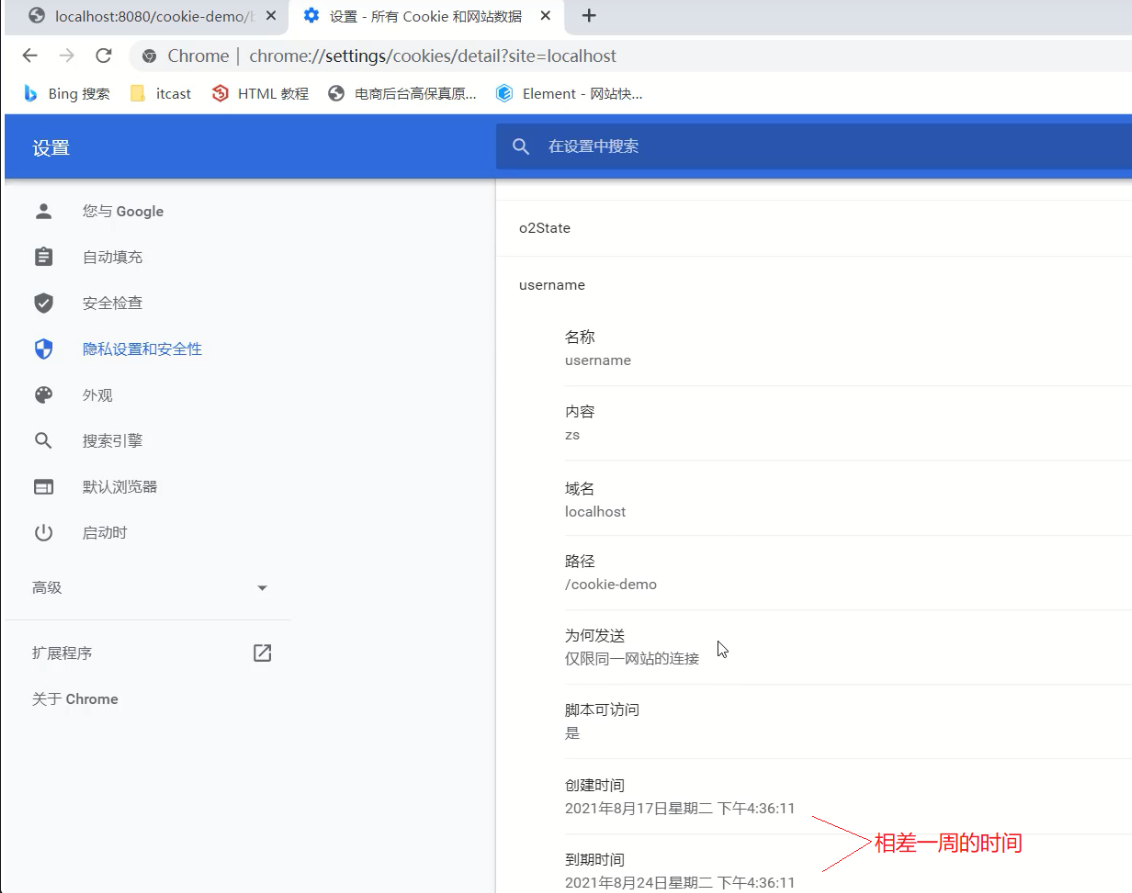 localhost:8080/cookie-demo/
设置 - 所有 Cookie 和网站数据
Chrome | chrome://settings/cookies/detail?site=localhost
Bing 搜索
itcast
HTML 教程
电商后台高保真原...
Element - 网站快...
设置
在设置中搜索
您与 Google
自动填充
安全检查
隐私设置和安全性
外观
搜索引擎
默认浏览器
启动时
高级
扩展程序
关于 Chrome
o2State
username
名称
username
内容
zs
域名
localhost
路径
/cookie-demo
为何发送
仅限同一网站的连接
脚本可访问
是
创建时间
2021年8月17日星期二 下午4:36:11
到期时间
2021年8月24日星期二 下午4:36:11
相差一周的时间